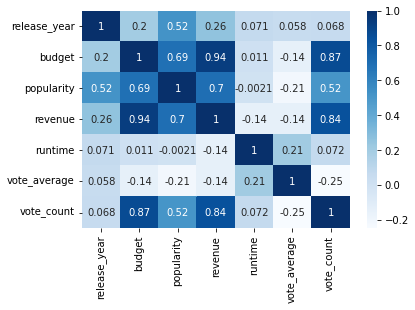 release_year 1 0.2 0.52 0.26 0.071 0.058 0.068
budget 0.2 1 0.69 0.94 0.011 -0.14 0.87
popularity 0.52 0.69 1 0.7 -0.0021 -0.21 0.52
revenue 0.26 0.94 0.7 1 -0.14 -0.14 0.84
runtime 0.071 0.011 -0.0021 -0.14 1 0.21 0.072
vote_average 0.058 -0.14 -0.21 -0.14 0.21 1 -0.25
vote_count 0.068 0.87 0.52 0.84 0.072 -0.25 1
release_year
budget
popularity
revenue
runtime
vote_average
vote_count
1.0
0.8
0.6
0.4
0.2
0.0
−0.2